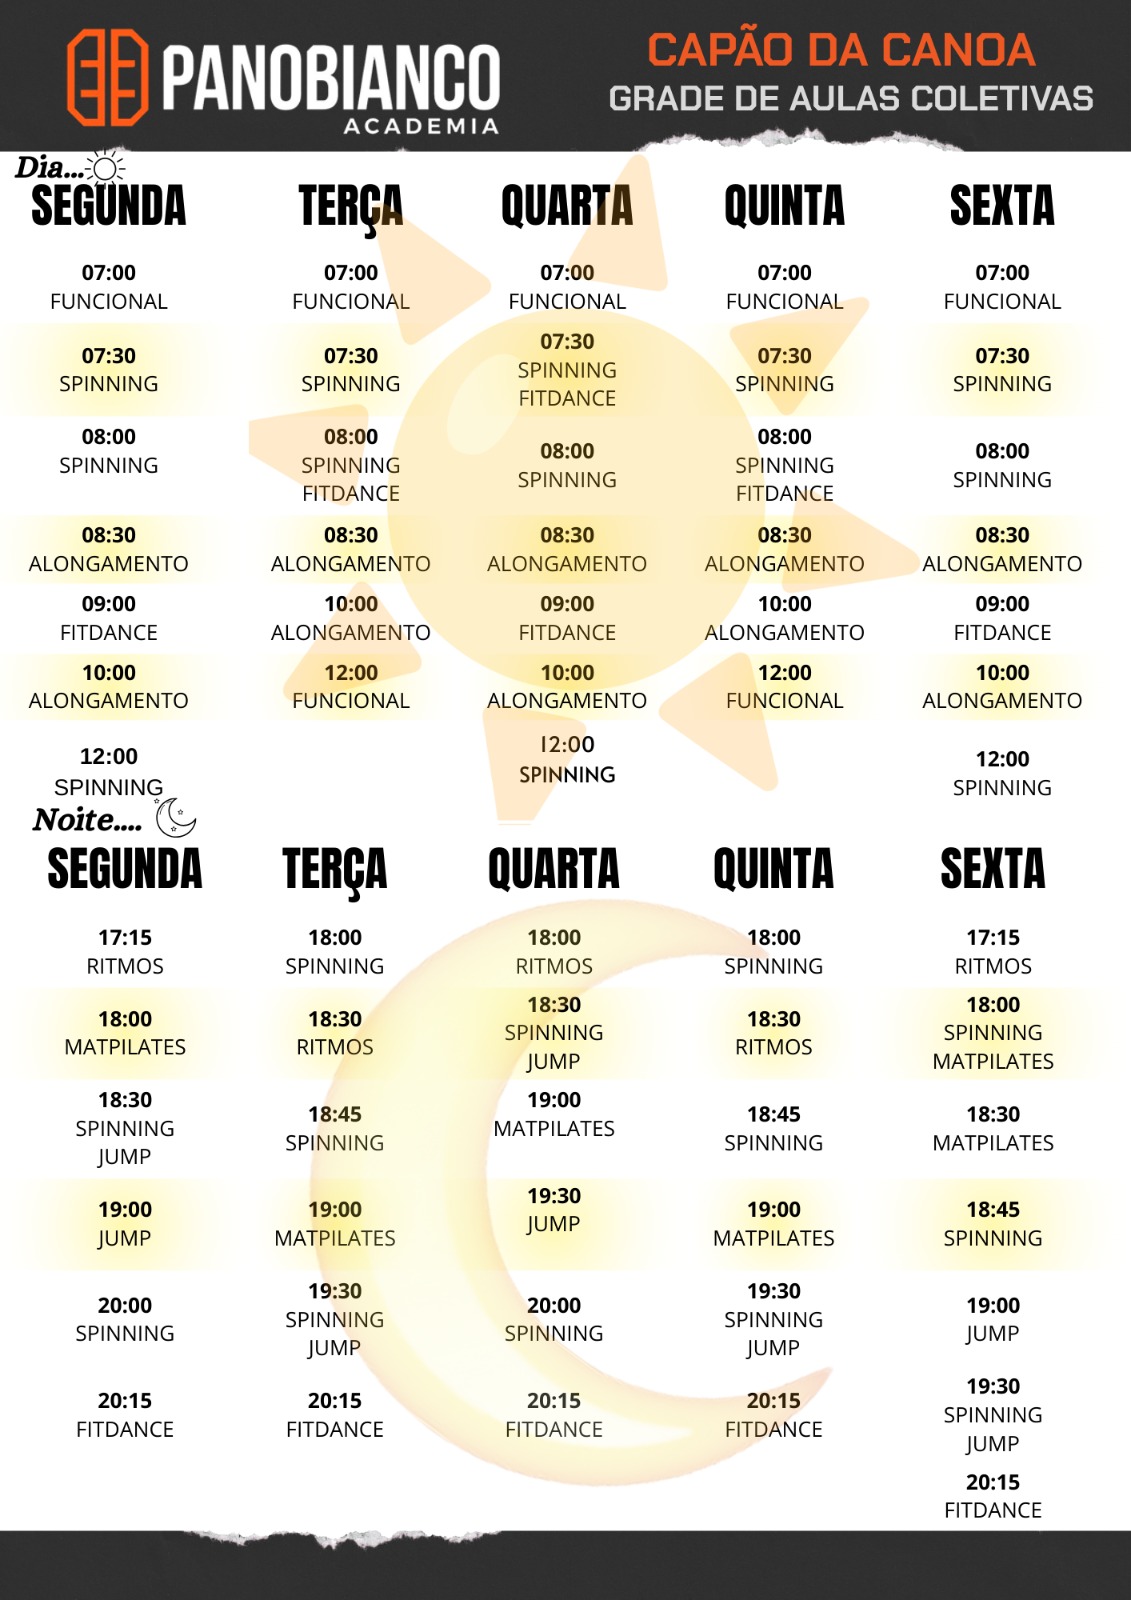 PANOBIANCO
ACADEMIA
CAPÃO DA CANOA
GRADE DE AULAS COLETIVAS
Dia...
SEGUNDA
07:00
FUNCIONAL
07:30
SPINNING
08:00
SPINNING
08:30
ALONGAMENTO
09:00
FITDANCE
10:00
ALONGAMENTO
12:00
SPINNING
TERÇA
07:00
FUNCIONAL
07:30
SPINNING
08:00
SPINNING
FITDANCE
08:30
ALONGAMENTO
10:00
ALONGAMENTO
12:00
FUNCIONAL
QUARTA
07:00
FUNCIONAL
07:30
SPINNING
FITDANCE
08:00
SPINNING
08:30
ALONGAMENTO
09:00
FITDANCE
10:00
ALONGAMENTO
12:00
SPINNING
QUINTA
07:00
FUNCIONAL
07:30
SPINNING
08:00
SPINNING
FITDANCE
08:30
ALONGAMENTO
10:00
ALONGAMENTO
12:00
FUNCIONAL
SEXTA
07:00
FUNCIONAL
07:30
SPINNING
08:00
SPINNING
08:30
ALONGAMENTO
09:00
FITDANCE
10:00
ALONGAMENTO
12:00
SPINNING
Noite....
SEGUNDA
17:15
RITMOS
18:00
MATPILATES
18:30
SPINNING
JUMP
19:00
JUMP
20:00
SPINNING
20:15
FITDANCE
TERÇA
18:00
SPINNING
18:30
RITMOS
18:45
SPINNING
19:00
MATPILATES
19:30
SPINNING
JUMP
20:15
FITDANCE
QUARTA
18:00
RITMOS
18:30
SPINNING
JUMP
19:00
MATPILATES
19:30
JUMP
20:00
SPINNING
20:15
FITDANCE
QUINTA
18:00
SPINNING
18:30
RITMOS
18:45
SPINNING
19:00
MATPILATES
19:30
SPINNING
JUMP
20:15
FITDANCE
SEXTA
17:15
RITMOS
18:00
SPINNING
MATPILATES
18:30
MATPILATES
18:45
SPINNING
19:00
JUMP
19:30
SPINNING
JUMP
20:15
FITDANCE